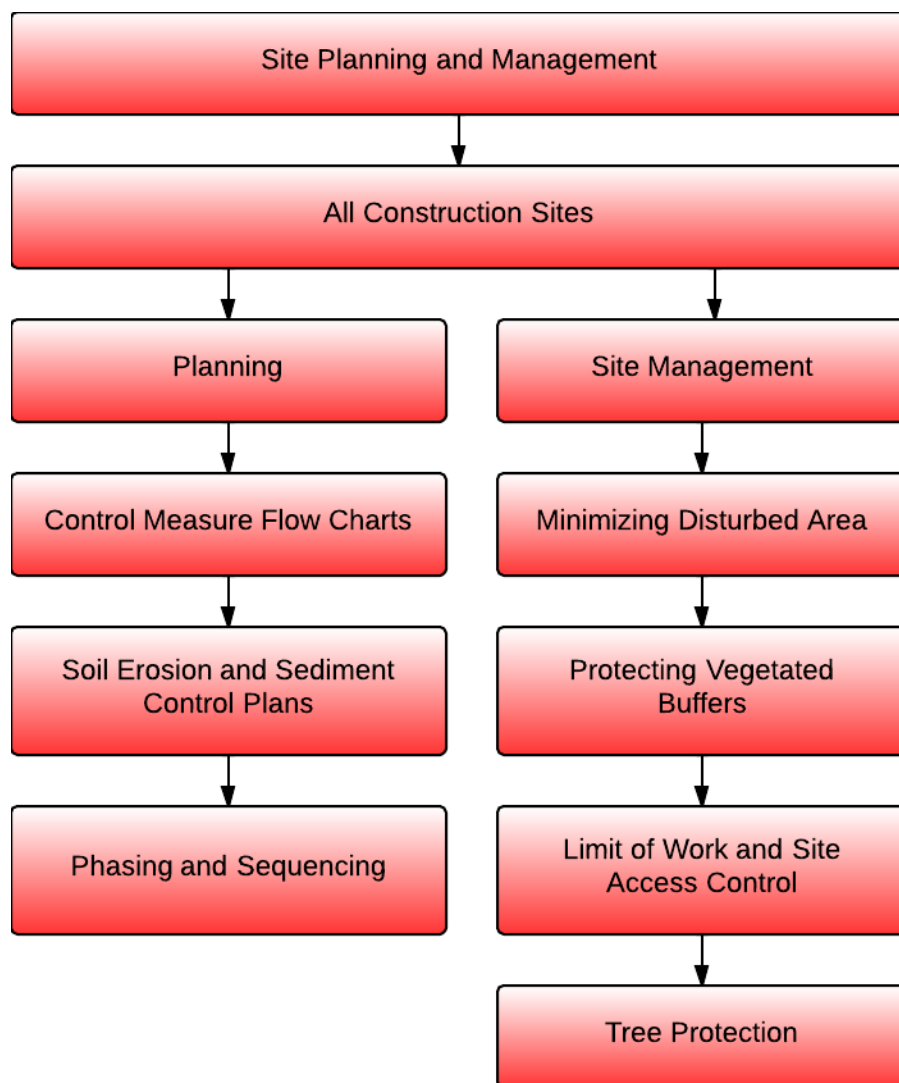 Site Planning and Management
All Construction Sites
Planning
Control Measure Flow Charts
Soil Erosion and Sediment
Control Plans
Phasing and Sequencing
Site Management
Minimizing Disturbed Area
Protecting Vegetated
Buffers
Limit of Work and Site
Access Control
Tree Protection